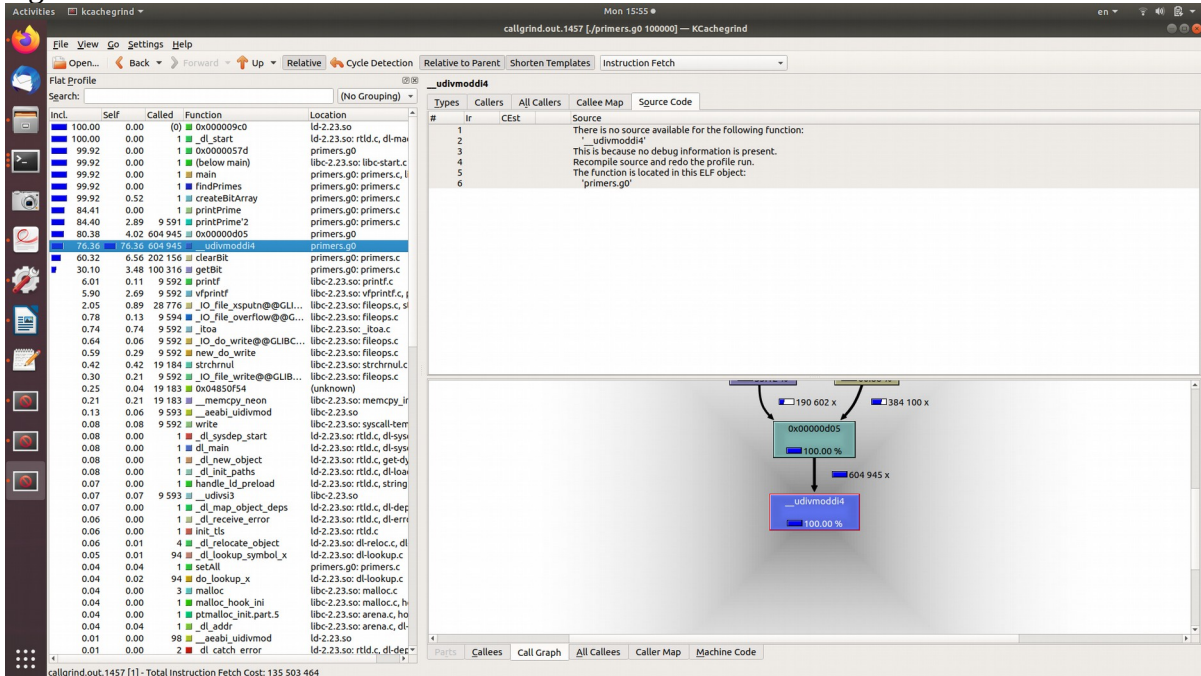 Activities kcachegrind Mon 15:55 en
callgrind.out.1457 [./primers.g0 100000] — KCachegrind
File View Go Settings Help
Open... Back Forward Up Relative Cycle Detection Relative to Parent Shorten Templates Instruction Fetch
Flat Profile
Search: (No Grouping)
Incl. Self Called Function Location
100.00 0.00 (0) 0x000009c0 ld-2.23.so
100.00 0.00 1 _dl_start ld-2.23.so: rtld.c, dl-mac
99.92 0.00 1 0x0000057d primers.g0
99.92 0.00 1 (below main) libc-2.23.so: libc-start.c
99.92 0.00 1 main primers.g0: primers.c, l
99.92 0.00 1 findPrimes primers.g0: primers.c
99.92 0.52 1 createBitArray primers.g0: primers.c
84.41 0.00 1 printPrime primers.g0: primers.c
84.40 2.89 9 591 printPrime'2 primers.g0: primers.c
80.38 4.02 604 945 0x00000d05 primers.g0
76.36 76.36 604 945 __udivmoddi4 primers.g0
60.32 6.56 202 156 clearBit primers.g0: primers.c
30.10 3.48 100 316 getBit primers.g0: primers.c
6.01 0.11 9 592 printf libc-2.23.so: printf.c
5.90 2.69 9 592 vfprintf libc-2.23.so: vfprintf.c, p
2.05 0.89 28 776 _IO_file_xsputn@@GLI... libc-2.23.so: fileops.c, s
0.78 0.13 9 594 _IO_file_overflow@@G... libc-2.23.so: fileops.c
0.74 0.74 9 592 _itoa libc-2.23.so: _itoa.c
0.64 0.06 9 592 _IO_do_write@@GLIBC... libc-2.23.so: fileops.c
0.59 0.29 9 592 new_do_write libc-2.23.so: fileops.c
0.42 0.42 19 184 strchrnul libc-2.23.so: strchrnul.c
0.30 0.21 9 592 _IO_file_write@@GLIB... libc-2.23.so: fileops.c
0.25 0.04 19 183 0x04850f54 (unknown)
0.21 0.21 19 183 __memcpy_neon libc-2.23.so: memcpy_i
0.13 0.06 9 593 __aeabi_uidivmod libc-2.23.so
0.08 0.08 9 592 write libc-2.23.so: syscall-tem
0.08 0.00 1 _dl_sysdep_start ld-2.23.so: rtld.c, dl-sys
0.08 0.00 1 dl_main ld-2.23.so: rtld.c, dl-sys
0.08 0.00 1 _dl_new_object ld-2.23.so: rtld.c, get-dy
0.08 0.00 1 _dl_init_paths ld-2.23.so: rtld.c, dl-loa
0.07 0.00 1 handle_ld_preload ld-2.23.so: rtld.c, string
0.07 0.07 9 593 __udivsi3 libc-2.23.so
0.07 0.00 1 _dl_map_object_deps ld-2.23.so: rtld.c, dl-dep
0.06 0.00 1 _dl_receive_error ld-2.23.so: rtld.c, dl-err
0.06 0.00 1 init_tls ld-2.23.so: rtld.c
0.06 0.01 4 _dl_relocate_object ld-2.23.so: dl-reloc.c, dl
0.05 0.01 94 _dl_lookup_symbol_x ld-2.23.so: dl-lookup.c
0.04 0.04 1 setAll primers.g0: primers.c
0.04 0.02 94 do_lookup_x ld-2.23.so: dl-lookup.c
0.04 0.00 3 malloc libc-2.23.so: malloc.c
0.04 0.00 1 malloc_hook_ini libc-2.23.so: malloc.c, h
0.04 0.00 1 ptmalloc_init.part.5 libc-2.23.so: arena.c, ho
0.04 0.04 1 _dl_addr libc-2.23.so: arena.c, dl-
0.01 0.00 98 __aeabi_uidivmod ld-2.23.so
0.01 0.00 2 dl catch error ld-2.23.so: rtld.c, dl-dep
callgrind.out.1457 [1] - Total Instruction Fetch Cost: 135 503 464
__udivmoddi4
Types Callers All Callers Callee Map Source Code
# Ir CEst Source
1 There is no source available for the following function:
2 '__udivmoddi4'
3 This is because no debug information is present.
4 Recompile source and redo the profile run.
5 The function is located in this ELF object:
6 'primers.g0'
190 602 x 384 100 x
0x00000d05
100.00 %
604 945 x
__udivmoddi4
100.00 %
Parts Callees Call Graph All Callees Caller Map Machine Code